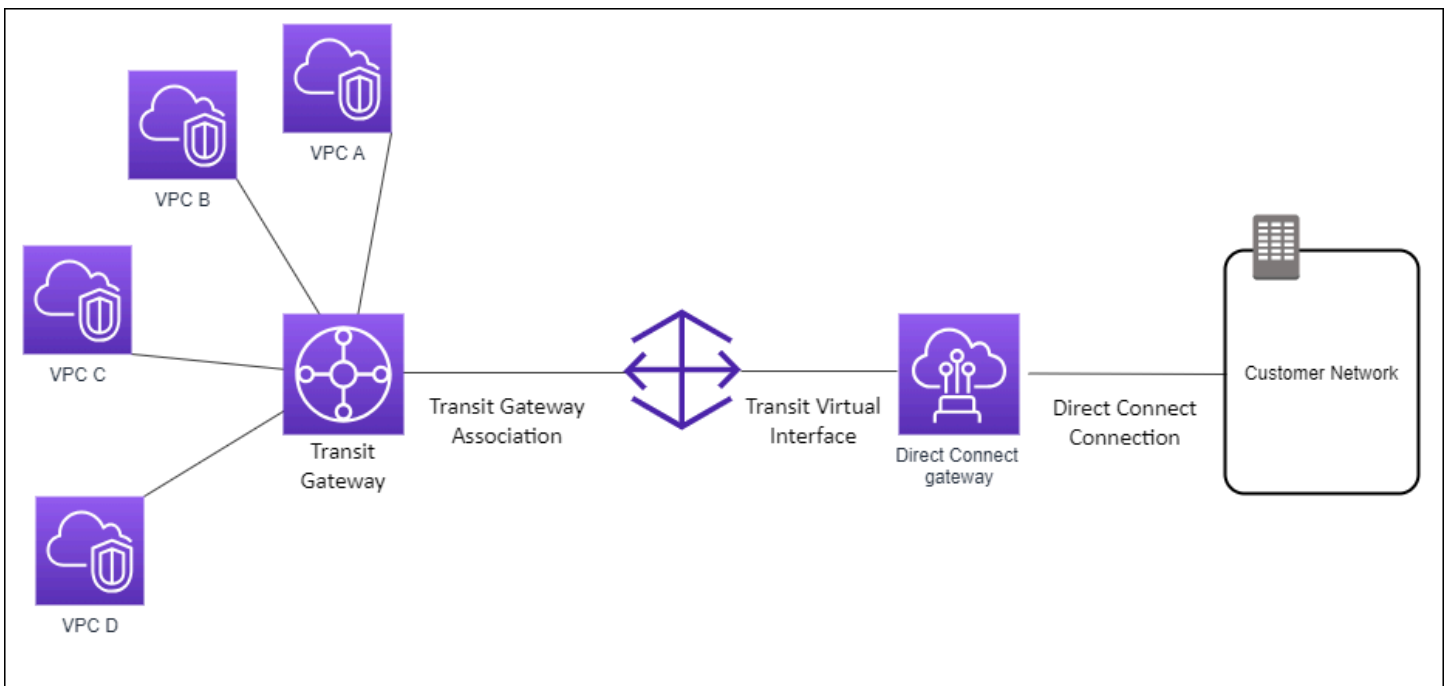 VPC A
VPC B
VPC C
VPC D
Transit
Gateway
Transit Gateway
Association
Transit Virtual
Interface
Direct Connect
gateway
Direct Connect
Connection
Customer Network